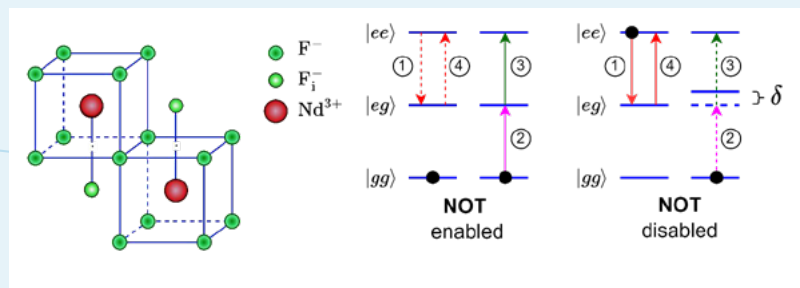 F⁻
Fᵢ⁻
Nd³⁺
|ee⟩
|eg⟩
|gg⟩
① ④ ③
②
NOT
enabled
|ee⟩
|eg⟩
|gg⟩
① ④ ③
② } δ
NOT
disabled